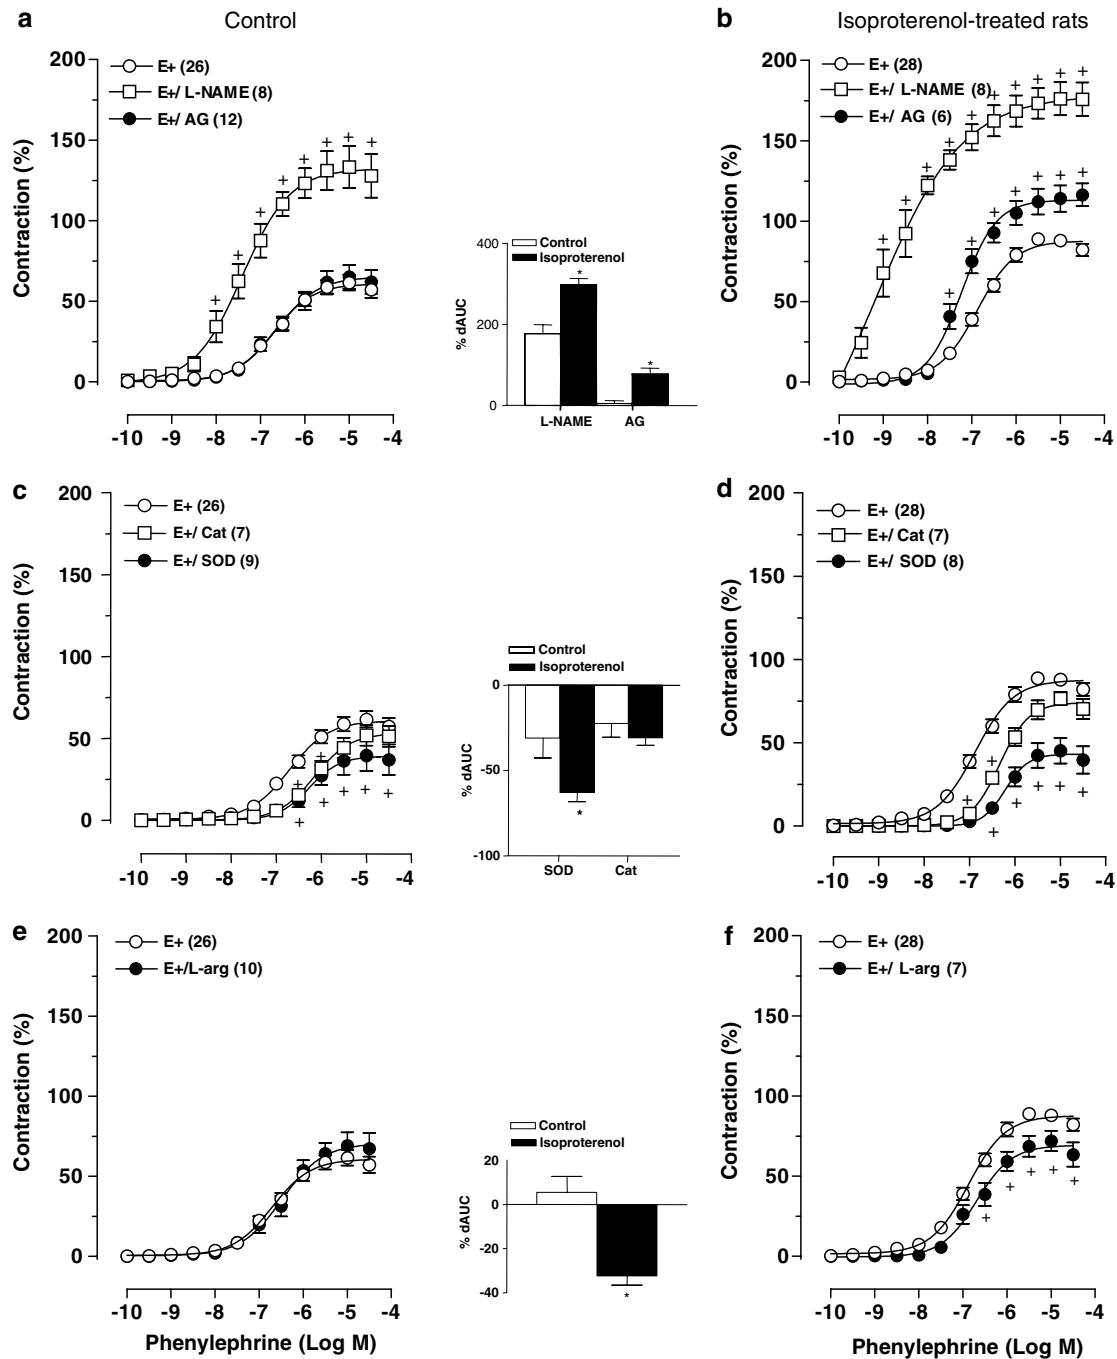 a
Control
200
150
100
50
0
Contraction (%)
E+ (26)
E+/ L-NAME (8)
E+/ AG (12)
+ + + + + + + + +
-10 -9 -8 -7 -6 -5 -4
400
200
0
% dAUC
Control
Isoproterenol
*
*
L-NAME AG
b
Isoproterenol-treated rats
200
150
100
50
0
Contraction (%)
E+ (28)
E+/ L-NAME (8)
E+/ AG (6)
+ + + + + + + + + +
+ + + + + + +
-10 -9 -8 -7 -6 -5 -4
c
200
150
100
50
0
Contraction (%)
E+ (26)
E+/ Cat (7)
E+/ SOD (9)
+ +
+ + + + +
-10 -9 -8 -7 -6 -5 -4
Control
Isoproterenol
0
-50
-100
% dAUC
*
SOD Cat
d
200
150
100
50
0
Contraction (%)
E+ (28)
E+/ Cat (7)
E+/ SOD (8)
+ +
+ + + + +
-10 -9 -8 -7 -6 -5 -4
e
200
150
100
50
0
Contraction (%)
E+ (26)
E+/L-arg (10)
-10 -9 -8 -7 -6 -5 -4
Phenylephrine (Log M)
Control
Isoproterenol
20
0
-20
-40
% dAUC
*
f
200
150
100
50
0
Contraction (%)
E+ (28)
E+/ L-arg (7)
+ + + + +
-10 -9 -8 -7 -6 -5 -4
Phenylephrine (Log M)